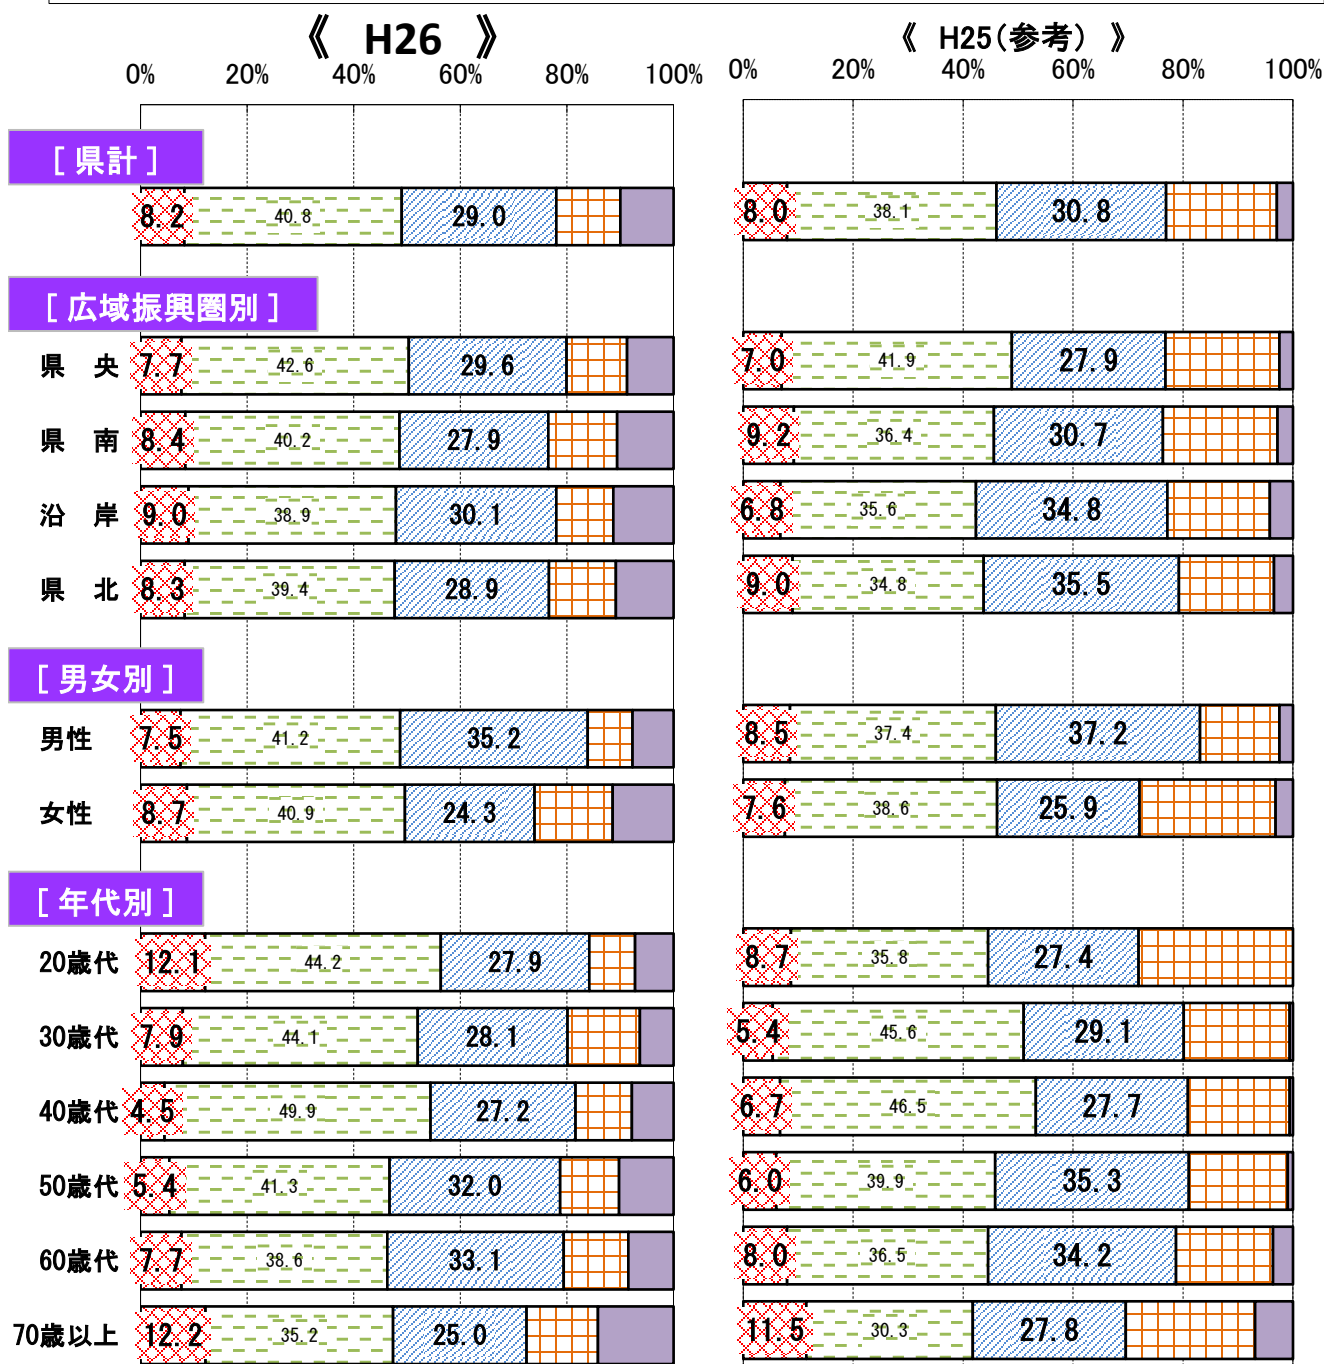 《 H26 》
《 H25(参考) 》
0% 20% 40% 60% 80% 100%
0% 20% 40% 60% 80% 100%
[ 県計 ]
8.2 40.8 29.0
8.0 38.1 30.8
[ 広域振興圏別 ]
県 央 7.7 42.6 29.6
7.0 41.9 27.9
県 南 8.4 40.2 27.9
9.2 36.4 30.7
沿 岸 9.0 38.9 30.1
6.8 35.6 34.8
県 北 8.3 39.4 28.9
9.0 34.8 35.5
[ 男女別 ]
男性 7.5 41.2 35.2
8.5 37.4 37.2
女性 8.7 40.9 24.3
7.6 38.6 25.9
[ 年代別 ]
20歳代 12.1 44.2 27.9
8.7 35.8 27.4
30歳代 7.9 44.1 28.1
5.4 45.6 29.1
40歳代 4.5 49.9 27.2
6.7 46.5 27.7
50歳代 5.4 41.3 32.0
6.0 39.9 35.3
60歳代 7.7 38.6 33.1
8.0 36.5 34.2
70歳以上 12.2 35.2 25.0
11.5 30.3 27.8